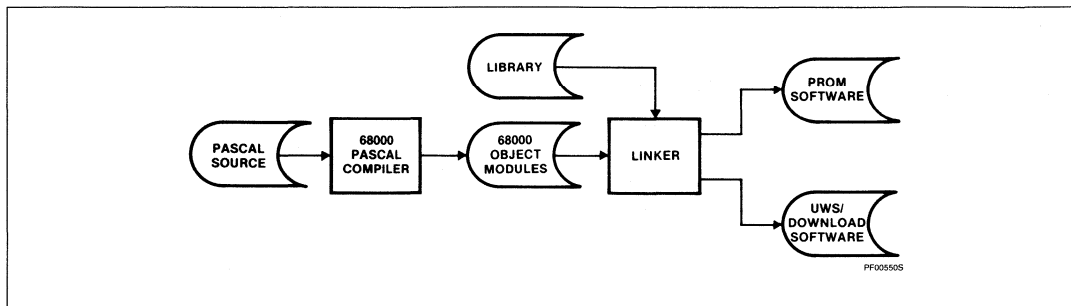 LIBRARY
PROM
SOFTWARE
PASCAL
SOURCE
68000
PASCAL
COMPILER
68000
OBJECT
MODULES
LINKER
UWS/
DOWNLOAD
SOFTWARE
PF00550S